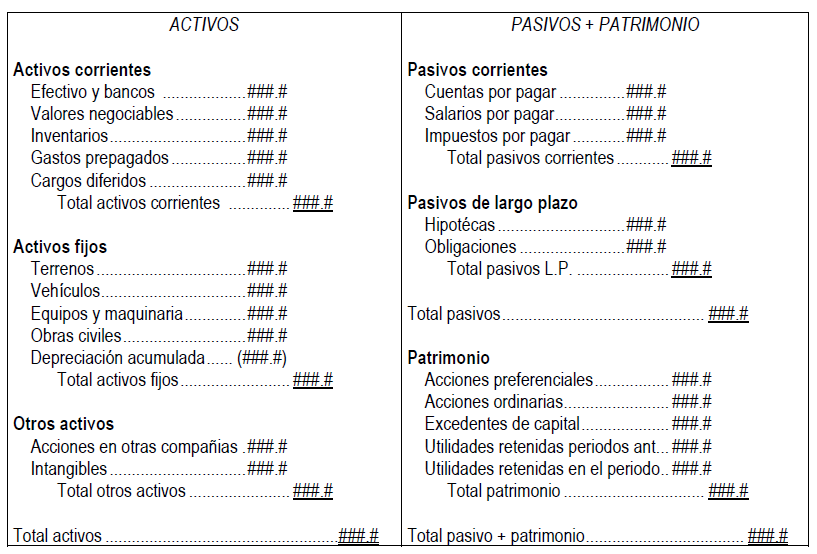 ACTIVOS
Activos corrientes
Efectivo y bancos ...................###.#
Valores negociables................###.#
Inventarios...............................###.#
Gastos prepagados.................###.#
Cargos diferidos ......................###.#
Total activos corrientes .............. ###.#
Activos fijos
Terrenos..................................###.#
Vehículos.................................###.#
Equipos y maquinaria..............###.#
Obras civiles............................###.#
Depreciación acumulada...... (###.#)
Total activos fijos......................... ###.#
Otros activos
Acciones en otras compañias .###.#
Intangibles...............................###.#
Total otros activos ....................... ###.#
Total activos .....................................................###.#
PASIVOS + PATRIMONIO
Pasivos corrientes
Cuentas por pagar ...............###.#
Salarios por pagar................###.#
Impuestos por pagar ............###.#
Total pasivos corrientes ............ ###.#
Pasivos de largo plazo
Hipotécas .............................###.#
Obligaciones ........................###.#
Total pasivos L.P. ..................... ###.#
Total pasivos.............................................. ###.#
Patrimonio
Acciones preferenciales................. ###.#
Acciones ordinarias........................ ###.#
Excedentes de capital.................... ###.#
Utilidades retenidas periodos ant... ###.#
Utilidades retenidas en el periodo.. ###.#
Total patrimonio ................................ ###.#
Total pasivo + patrimonio.................................... ###.#